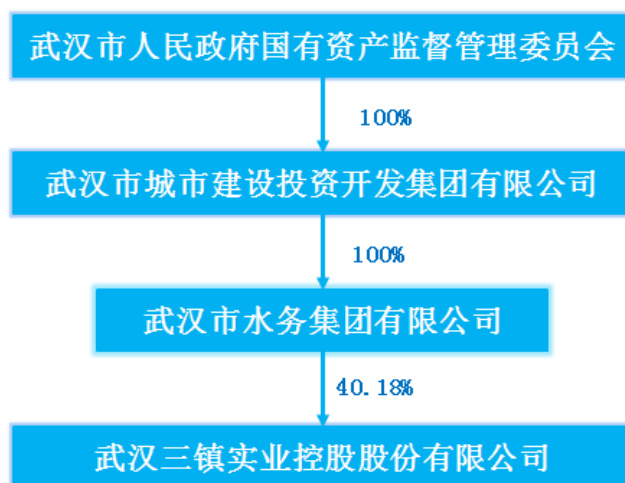 武汉市人民政府国有资产监督管理委员会
100%
武汉市城市建设投资开发集团有限公司
100%
武汉市水务集团有限公司
40.18%
武汉三镇实业控股股份有限公司